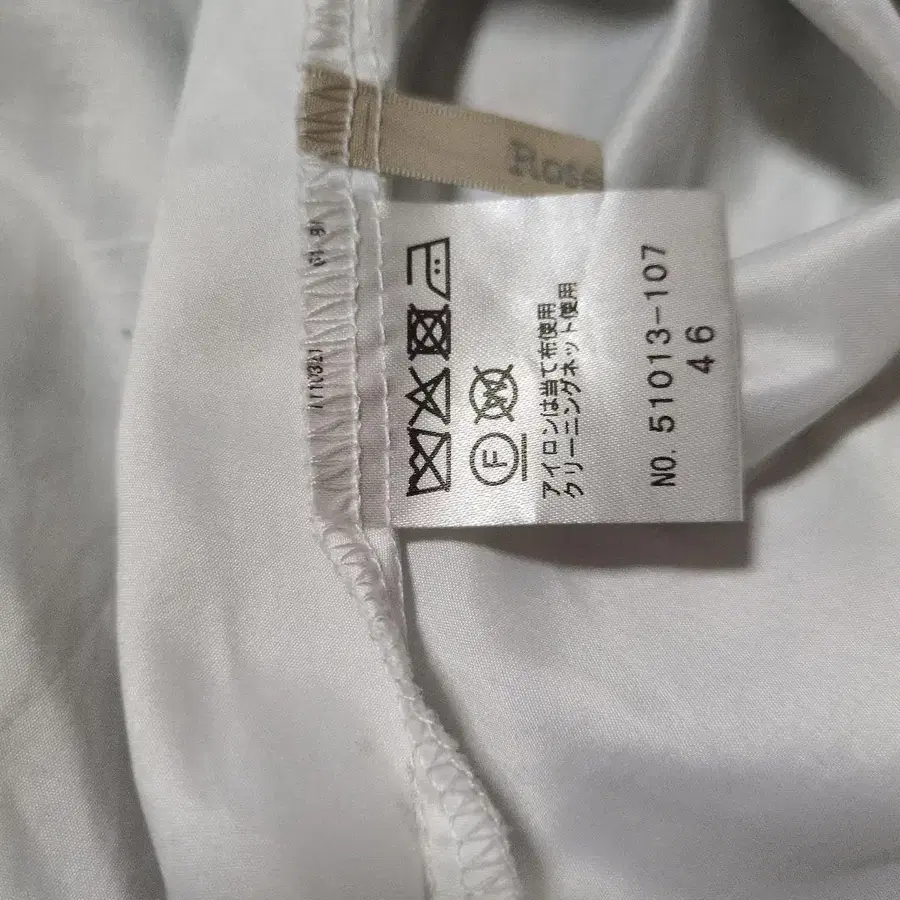 Rose
Ⓕ
W
アイロンは当て布使用
クリーニングネット使用
NO. 51013-107
46